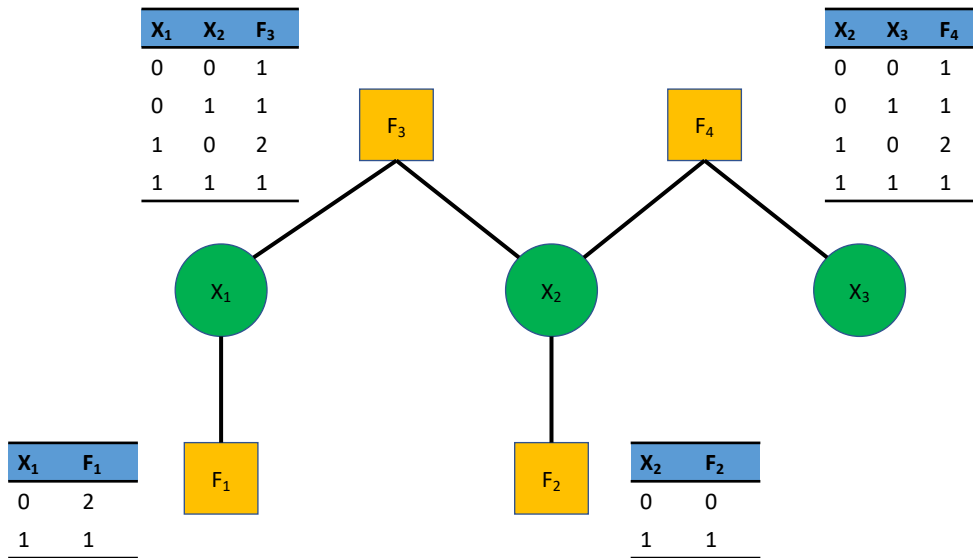 X₁ X₂ F₃
0 0 1
0 1 1
1 0 2
1 1 1
X₂ X₃ F₄
0 0 1
0 1 1
1 0 2
1 1 1
F₃
F₄
X₁
X₂
X₃
X₁ F₁
0 2
1 1
F₁
F₂
X₂ F₂
0 0
1 1